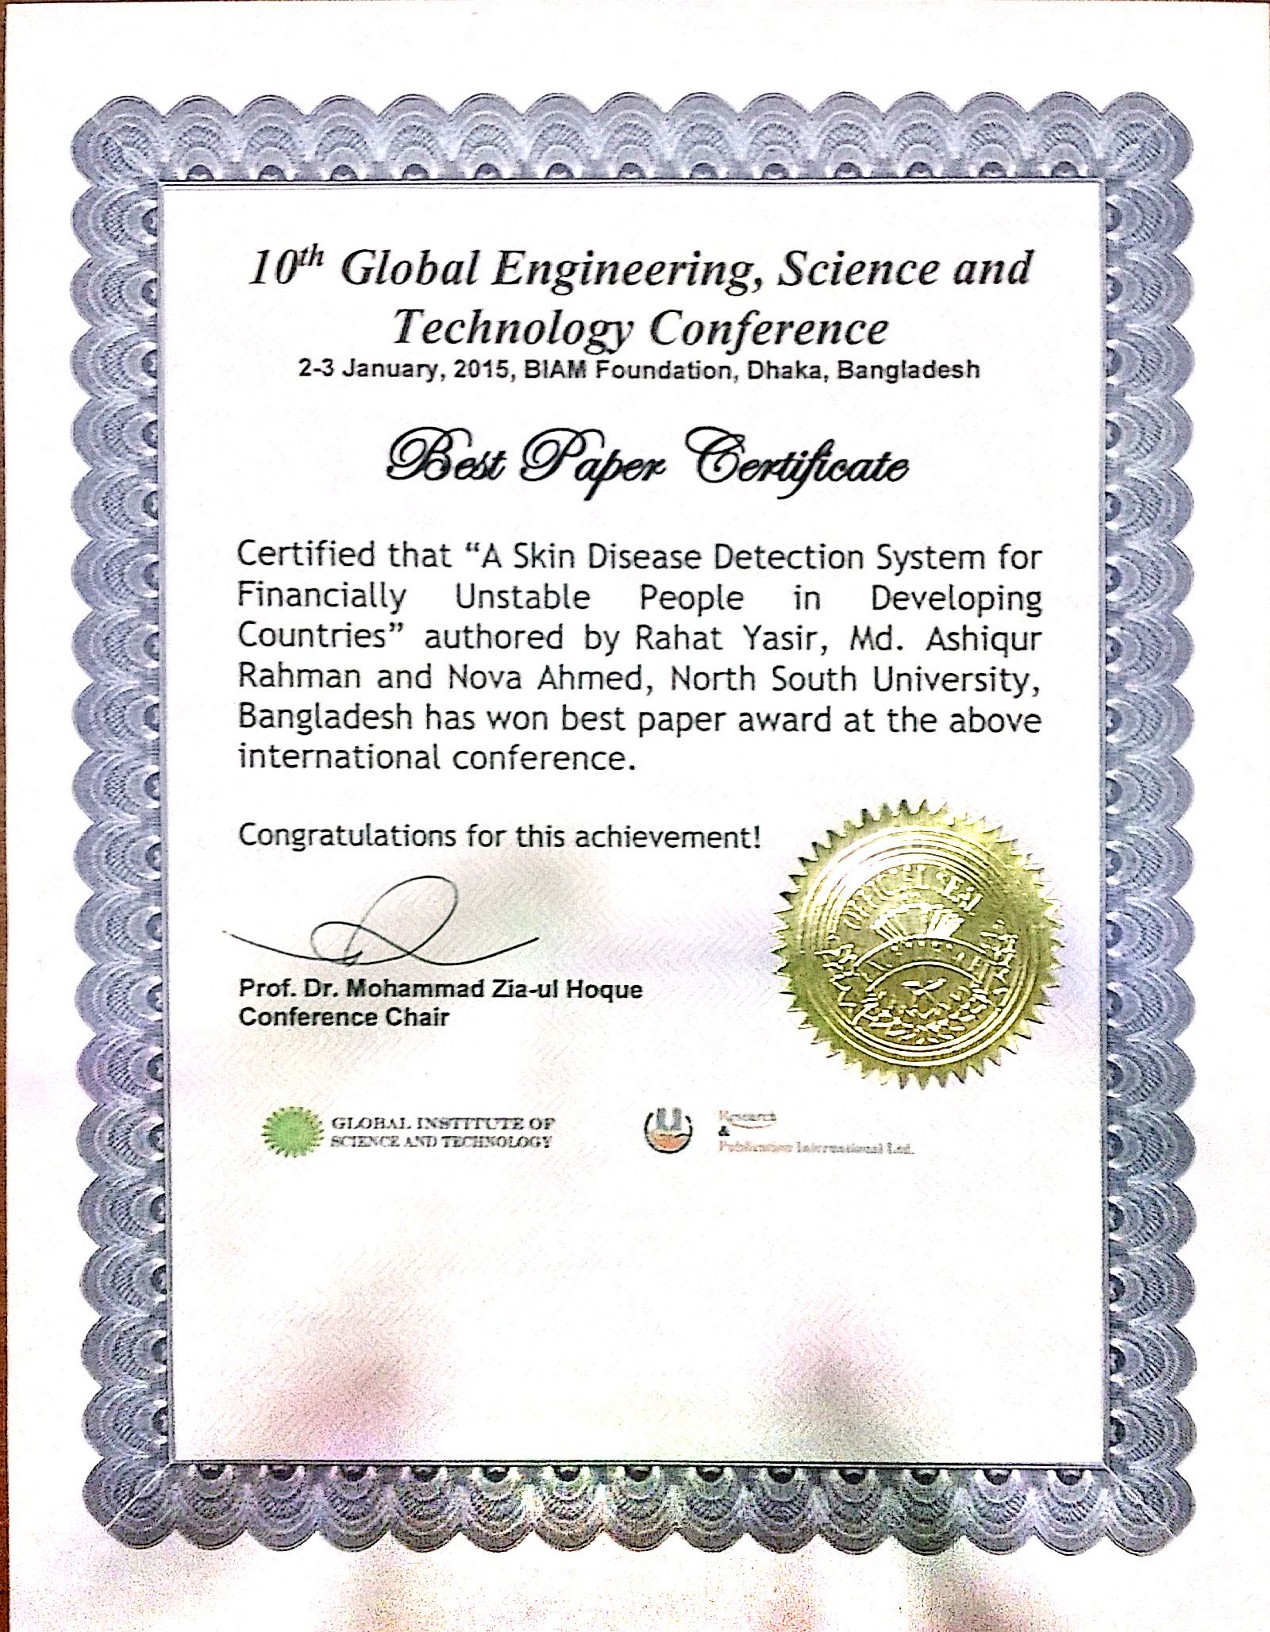 10th Global Engineering, Science and
Technology Conference
2-3 January, 2015, BIAM Foundation, Dhaka, Bangladesh
Best Paper Certificate
Certified that “A Skin Disease Detection System for
Financially Unstable People in Developing
Countries” authored by Rahat Yasir, Md. Ashiqur
Rahman and Nova Ahmed, North South University,
Bangladesh has won best paper award at the above
international conference.
Congratulations for this achievement!
Prof. Dr. Mohammad Zia-ul Hoque
Conference Chair
GLOBAL INSTITUTE OF
SCIENCE AND TECHNOLOGY
Research
&
Publication International Ltd.